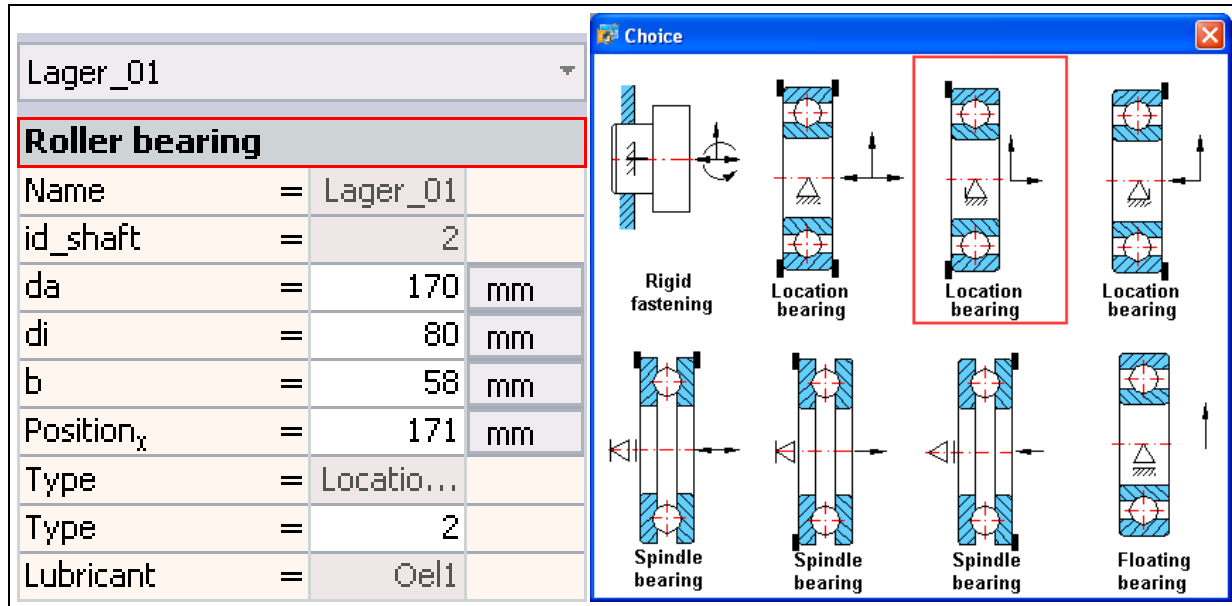 Lager_01
Roller bearing
Name = Lager_01
id_shaft = 2
da = 170 mm
di = 80 mm
b = 58 mm
Positionx = 171 mm
Type = Locatio...
Type = 2
Lubricant = Oel1
Choice
Rigid
fastening
Location
bearing
Location
bearing
Location
bearing
Spindle
bearing
Spindle
bearing
Spindle
bearing
Floating
bearing